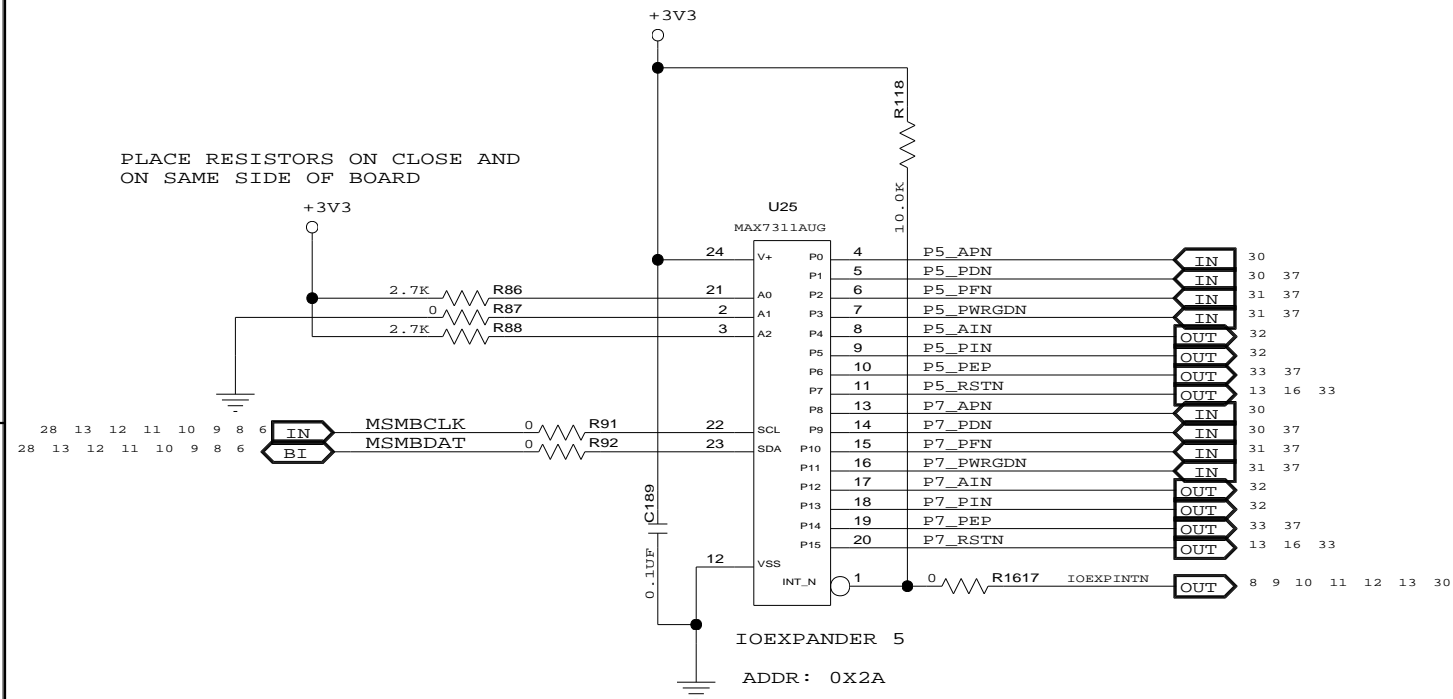 +3V3
R118
10.0K
PLACE RESISTORS ON CLOSE AND
ON SAME SIDE OF BOARD
+3V3
U25
MAX7311AUG
24 V+ P0 4 P5_APN IN 30
P1 5 P5_PDN IN 30 37
2.7K R86 21 A0 P2 6 P5_PFN IN 31 37
0 R87 2 A1 P3 7 P5_PWRGDN IN 31 37
2.7K R88 3 A2 P4 8 P5_AIN OUT 32
P5 9 P5_PIN OUT 32
P6 10 P5_PEP OUT 33 37
P7 11 P5_RSTN OUT 13 16 33
P8 13 P7_APN IN 30
28 13 12 11 10 9 8 6 IN MSMBCLK 0 R91 22 SCL P9 14 P7_PDN IN 30 37
28 13 12 11 10 9 8 6 BI MSMBDAT 0 R92 23 SDA P10 15 P7_PFN IN 31 37
P11 16 P7_PWRGDN IN 31 37
P12 17 P7_AIN OUT 32
P13 18 P7_PIN OUT 32
P14 19 P7_PEP OUT 33 37
P15 20 P7_RSTN OUT 13 16 33
C189
0.1UF
12 VSS
INT_N 1 0 R1617 IOEXPINTN OUT 8 9 10 11 12 13 30
IOEXPANDER 5
ADDR: 0X2A